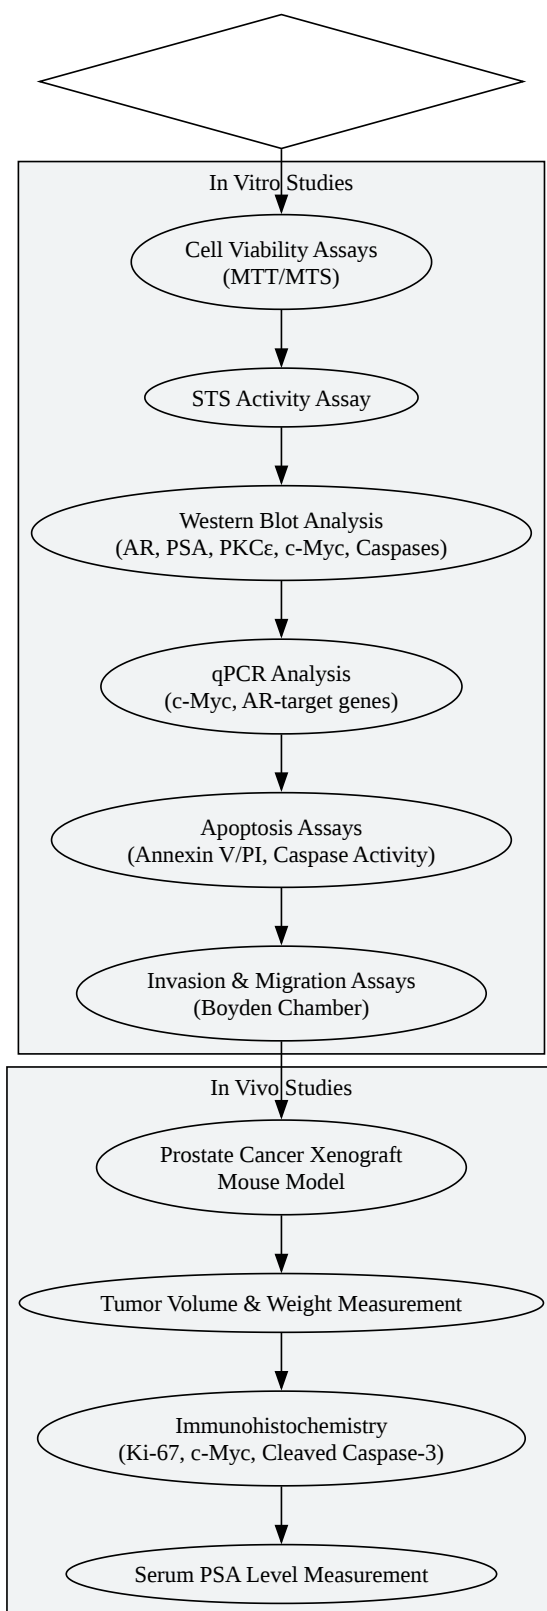 In Vitro Studies
Cell Viability Assays
(MTT/MTS)
STS Activity Assay
Western Blot Analysis
(AR, PSA, PKCε, c-Myc, Caspases)
qPCR Analysis
(c-Myc, AR-target genes)
Apoptosis Assays
(Annexin V/PI, Caspase Activity)
Invasion & Migration Assays
(Boyden Chamber)
In Vivo Studies
Prostate Cancer Xenograft
Mouse Model
Tumor Volume & Weight Measurement
Immunohistochemistry
(Ki-67, c-Myc, Cleaved Caspase-3)
Serum PSA Level Measurement